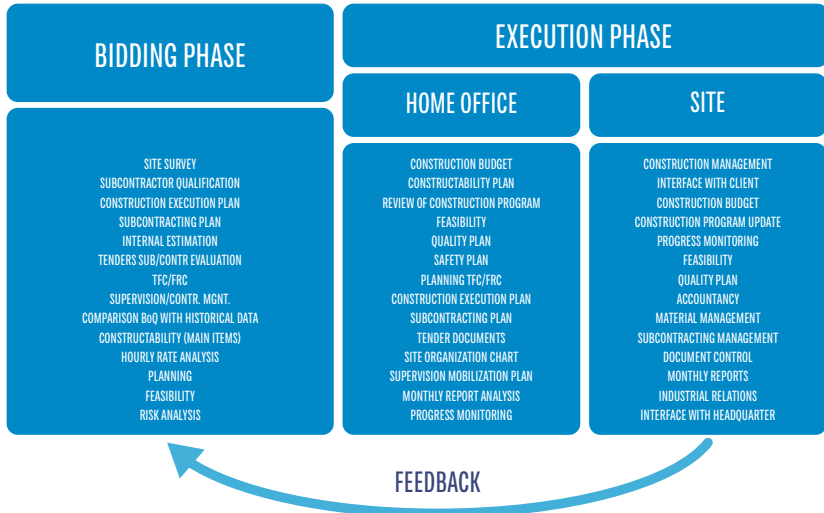 BIDDING PHASE
SITE SURVEY
SUBCONTRACTOR QUALIFICATION
CONSTRUCTION EXECUTION PLAN
SUBCONTRACTING PLAN
INTERNAL ESTIMATION
TENDERS SUB/CONTR EVALUATION
TFC/FRC
SUPERVISION/CONTR. MGNT.
COMPARISON BoQ WITH HISTORICAL DATA
CONSTRUCTABILITY (MAIN ITEMS)
HOURLY RATE ANALYSIS
PLANNING
FEASIBILITY
RISK ANALYSIS
EXECUTION PHASE
HOME OFFICE
CONSTRUCTION BUDGET
CONSTRUCTABILITY PLAN
REVIEW OF CONSTRUCTION PROGRAM
FEASIBILITY
QUALITY PLAN
SAFETY PLAN
PLANNING TFC/FRC
CONSTRUCTION EXECUTION PLAN
SUBCONTRACTING PLAN
TENDER DOCUMENTS
SITE ORGANIZATION CHART
SUPERVISION MOBILIZATION PLAN
MONTHLY REPORT ANALYSIS
PROGRESS MONITORING
SITE
CONSTRUCTION MANAGEMENT
INTERFACE WITH CLIENT
CONSTRUCTION BUDGET
CONSTRUCTION PROGRAM UPDATE
PROGRESS MONITORING
FEASIBILITY
QUALITY PLAN
ACCOUNTANCY
MATERIAL MANAGEMENT
SUBCONTRACTING MANAGEMENT
DOCUMENT CONTROL
MONTHLY REPORTS
INDUSTRIAL RELATIONS
INTERFACE WITH HEADQUARTER
FEEDBACK